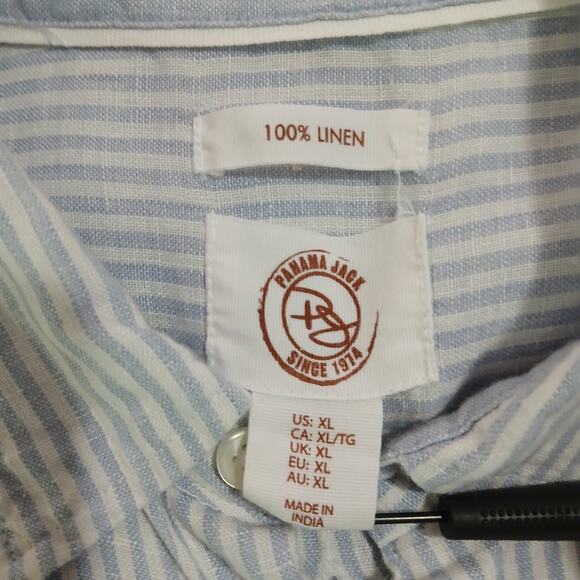 100% LINEN
PANAMA JACK
PJ
SINCE 1974
US: XL
CA: XL/TG
UK: XL
EU: XL
AU: XL
MADE IN
INDIA